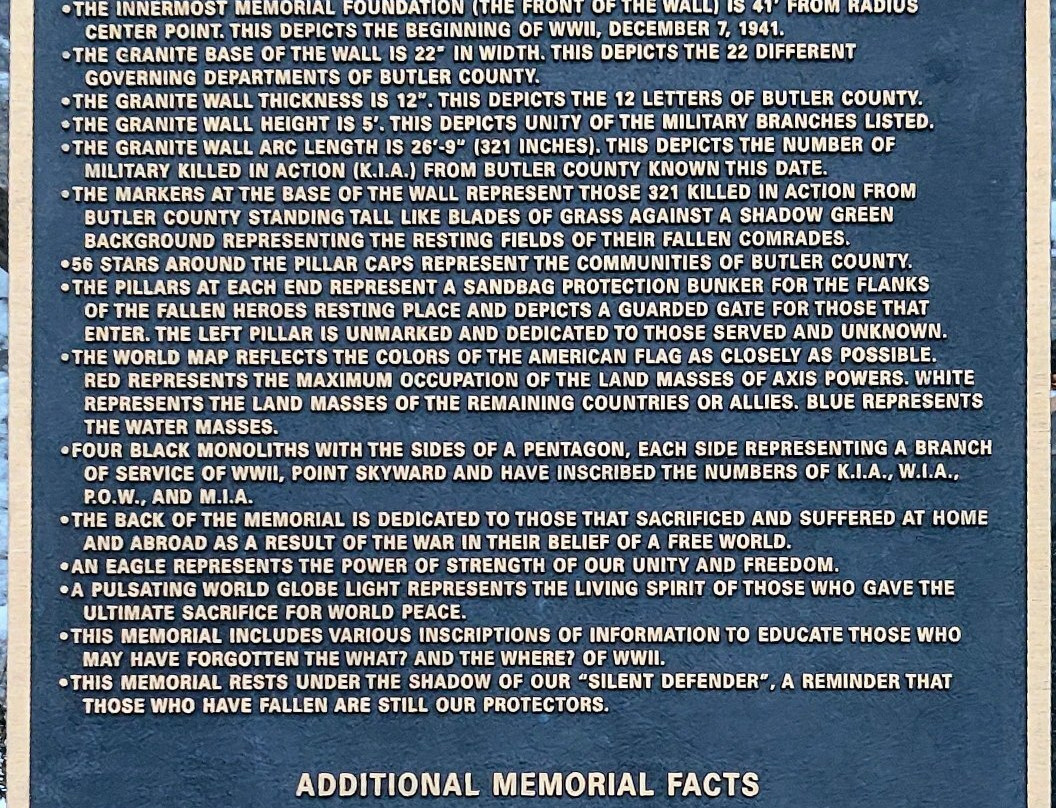 •THE INNERMOST MEMORIAL FOUNDATION (THE FRONT OF THE WALL) IS 41' FROM RADIUS
CENTER POINT. THIS DEPICTS THE BEGINNING OF WWII, DECEMBER 7, 1941.
•THE GRANITE BASE OF THE WALL IS 22" IN WIDTH. THIS DEPICTS THE 22 DIFFERENT
GOVERNING DEPARTMENTS OF BUTLER COUNTY.
•THE GRANITE WALL THICKNESS IS 12". THIS DEPICTS THE 12 LETTERS OF BUTLER COUNTY.
•THE GRANITE WALL HEIGHT IS 5'. THIS DEPICTS UNITY OF THE MILITARY BRANCHES LISTED.
•THE GRANITE WALL ARC LENGTH IS 26'-9" (321 INCHES). THIS DEPICTS THE NUMBER OF
MILITARY KILLED IN ACTION (K.I.A.) FROM BUTLER COUNTY KNOWN THIS DATE.
•THE MARKERS AT THE BASE OF THE WALL REPRESENT THOSE 321 KILLED IN ACTION FROM
BUTLER COUNTY STANDING TALL LIKE BLADES OF GRASS AGAINST A SHADOW GREEN
BACKGROUND REPRESENTING THE RESTING FIELDS OF THEIR FALLEN COMRADES.
•56 STARS AROUND THE PILLAR CAPS REPRESENT THE COMMUNITIES OF BUTLER COUNTY.
•THE PILLARS AT EACH END REPRESENT A SANDBAG PROTECTION BUNKER FOR THE FLANKS
OF THE FALLEN HEROES RESTING PLACE AND DEPICTS A GUARDED GATE FOR THOSE THAT
ENTER. THE LEFT PILLAR IS UNMARKED AND DEDICATED TO THOSE SERVED AND UNKNOWN.
•THE WORLD MAP REFLECTS THE COLORS OF THE AMERICAN FLAG AS CLOSELY AS POSSIBLE.
RED REPRESENTS THE MAXIMUM OCCUPATION OF THE LAND MASSES OF AXIS POWERS. WHITE
REPRESENTS THE LAND MASSES OF THE REMAINING COUNTRIES OR ALLIES. BLUE REPRESENTS
THE WATER MASSES.
•FOUR BLACK MONOLITHS WITH THE SIDES OF A PENTAGON, EACH SIDE REPRESENTING A BRANCH
OF SERVICE OF WWII, POINT SKYWARD AND HAVE INSCRIBED THE NUMBERS OF K.I.A., W.I.A.,
P.O.W., AND M.I.A.
•THE BACK OF THE MEMORIAL IS DEDICATED TO THOSE THAT SACRIFICED AND SUFFERED AT HOME
AND ABROAD AS A RESULT OF THE WAR IN THEIR BELIEF OF A FREE WORLD.
•AN EAGLE REPRESENTS THE POWER OF STRENGTH OF OUR UNITY AND FREEDOM.
•A PULSATING WORLD GLOBE LIGHT REPRESENTS THE LIVING SPIRIT OF THOSE WHO GAVE THE
ULTIMATE SACRIFICE FOR WORLD PEACE.
•THIS MEMORIAL INCLUDES VARIOUS INSCRIPTIONS OF INFORMATION TO EDUCATE THOSE WHO
MAY HAVE FORGOTTEN THE WHAT? AND THE WHERE? OF WWII.
•THIS MEMORIAL RESTS UNDER THE SHADOW OF OUR "SILENT DEFENDER", A REMINDER THAT
THOSE WHO HAVE FALLEN ARE STILL OUR PROTECTORS.
ADDITIONAL MEMORIAL FACTS